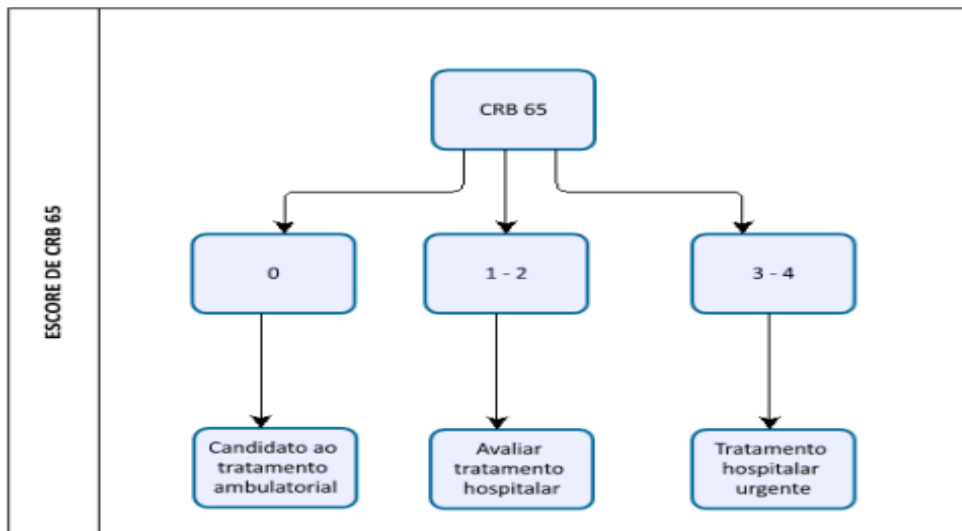 ESCORE DE CRB 65
CRB 65
0
1 - 2
3 - 4
Candidato ao
tratamento
ambulatorial
Avaliar
tratamento
hospitalar
Tratamento
hospitalar
urgente